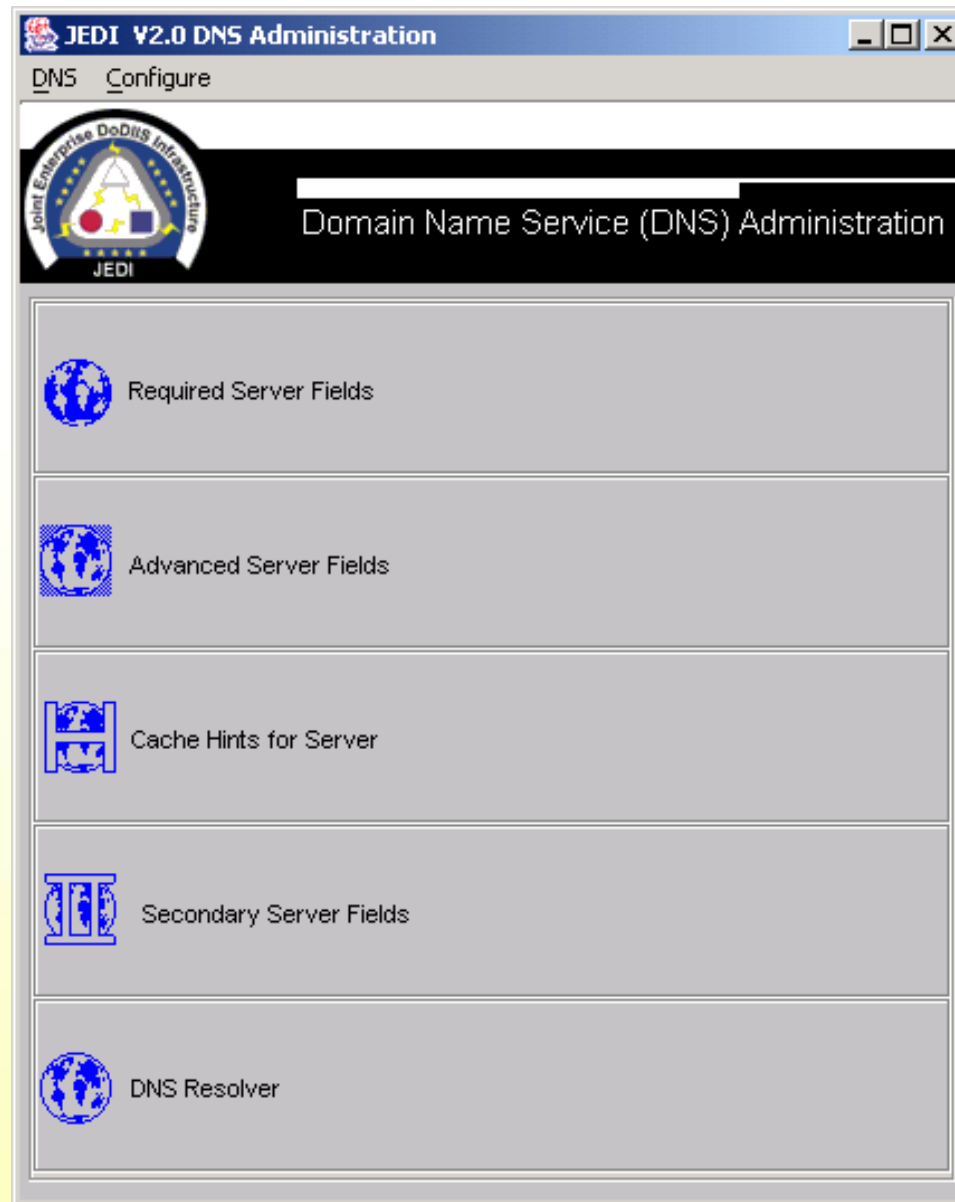 JEDI V2.0 DNS Administration
DNS Configure
Joint Enterprise DoDIIS Infrastructure
JEDI
Domain Name Service (DNS) Administration
Required Server Fields
Advanced Server Fields
Cache Hints for Server
Secondary Server Fields
DNS Resolver